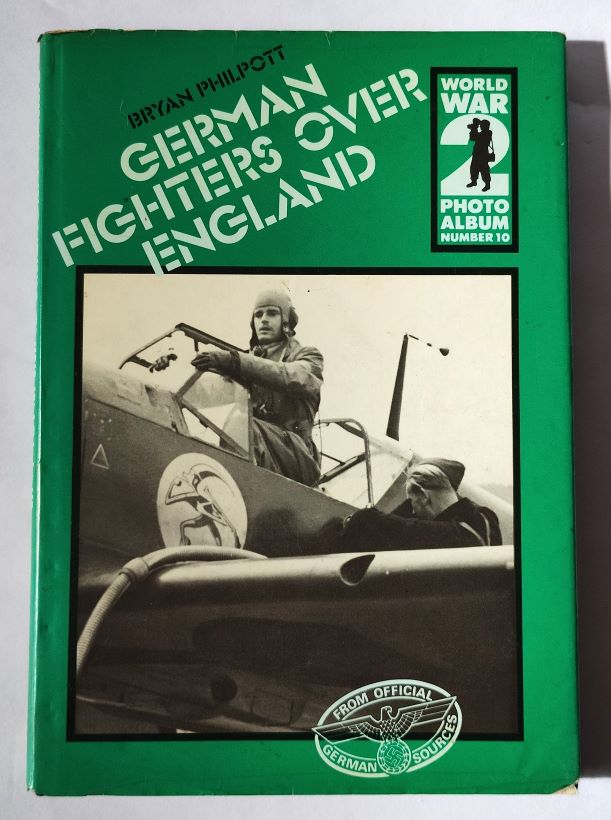 BRYAN PHILPOTT
GERMAN
FIGHTERS OVER
ENGLAND
WORLD
WAR
2
PHOTO
ALBUM
NUMBER 10
FROM OFFICIAL
GERMAN SOURCES